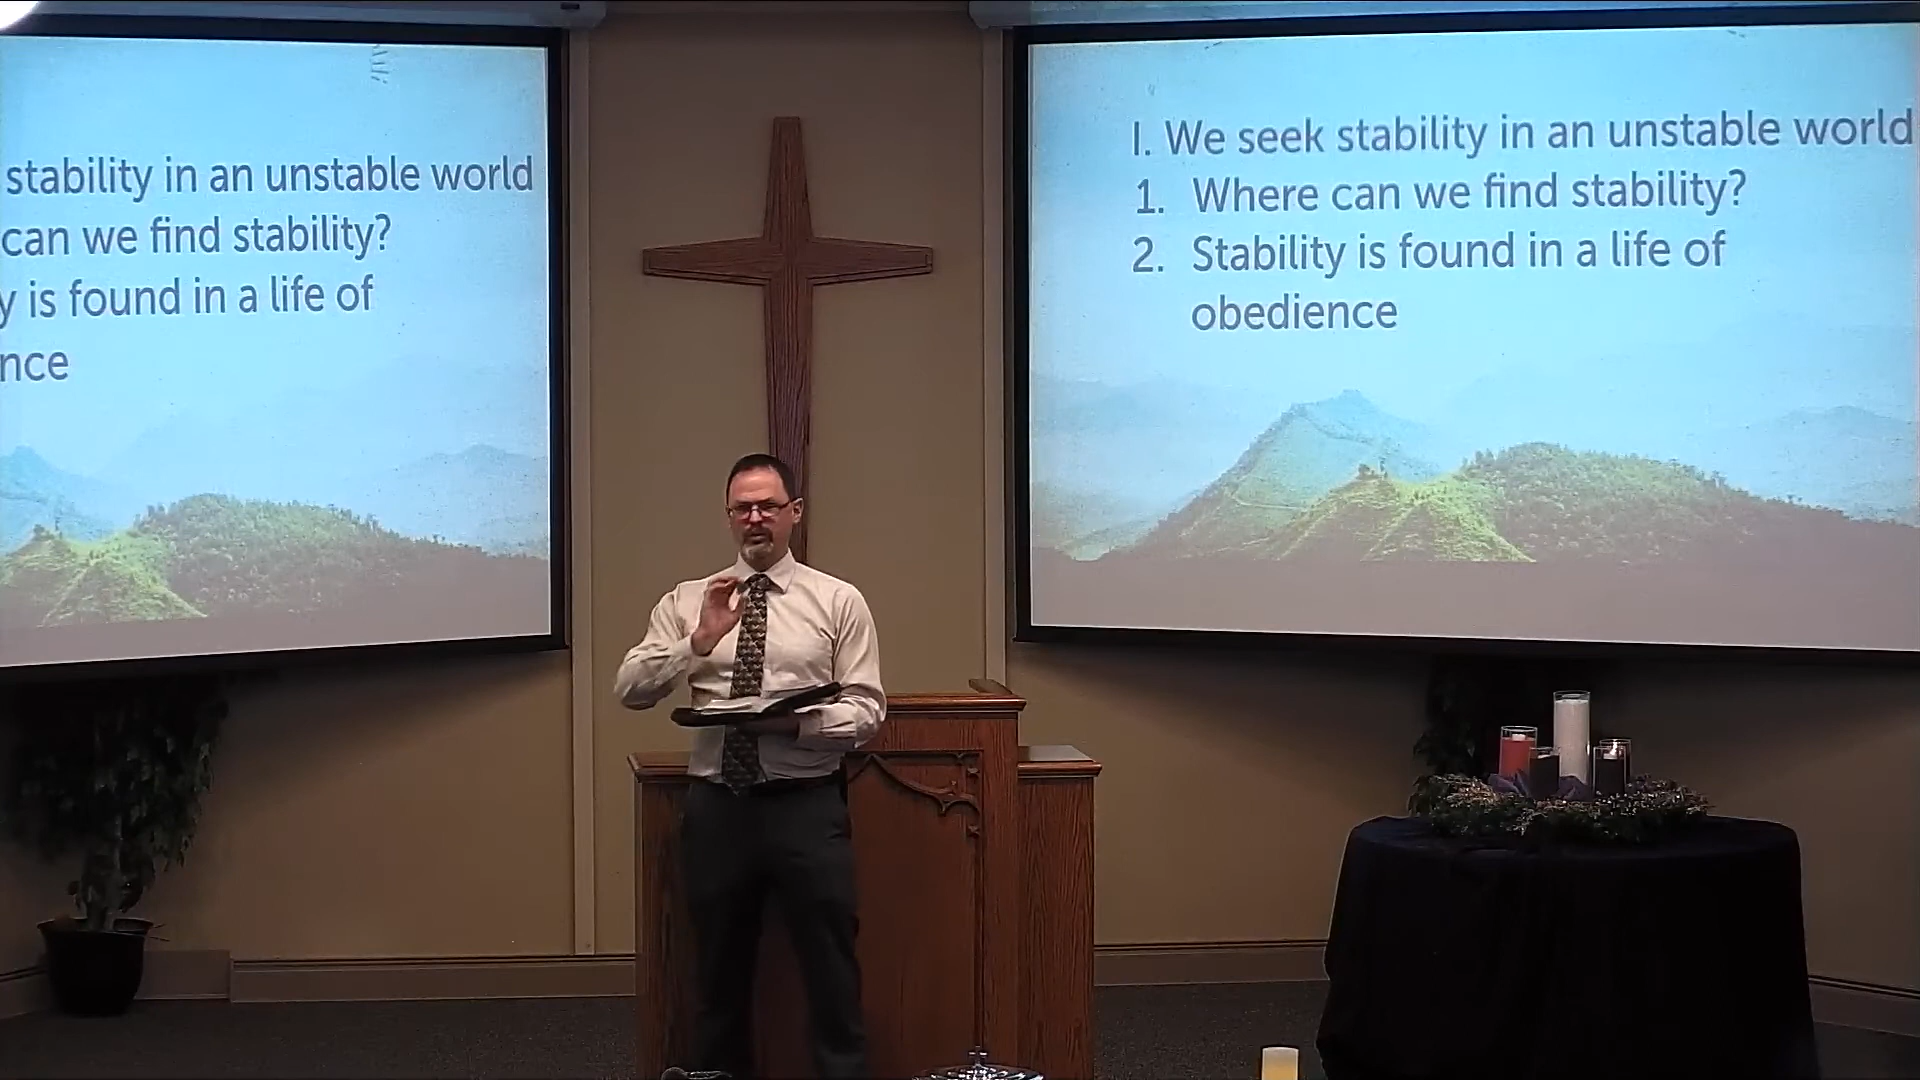 stability in an unstable world
can we find stability?
y is found in a life of
nce
I. We seek stability in an unstable world
1. Where can we find stability?
2. Stability is found in a life of
obedience